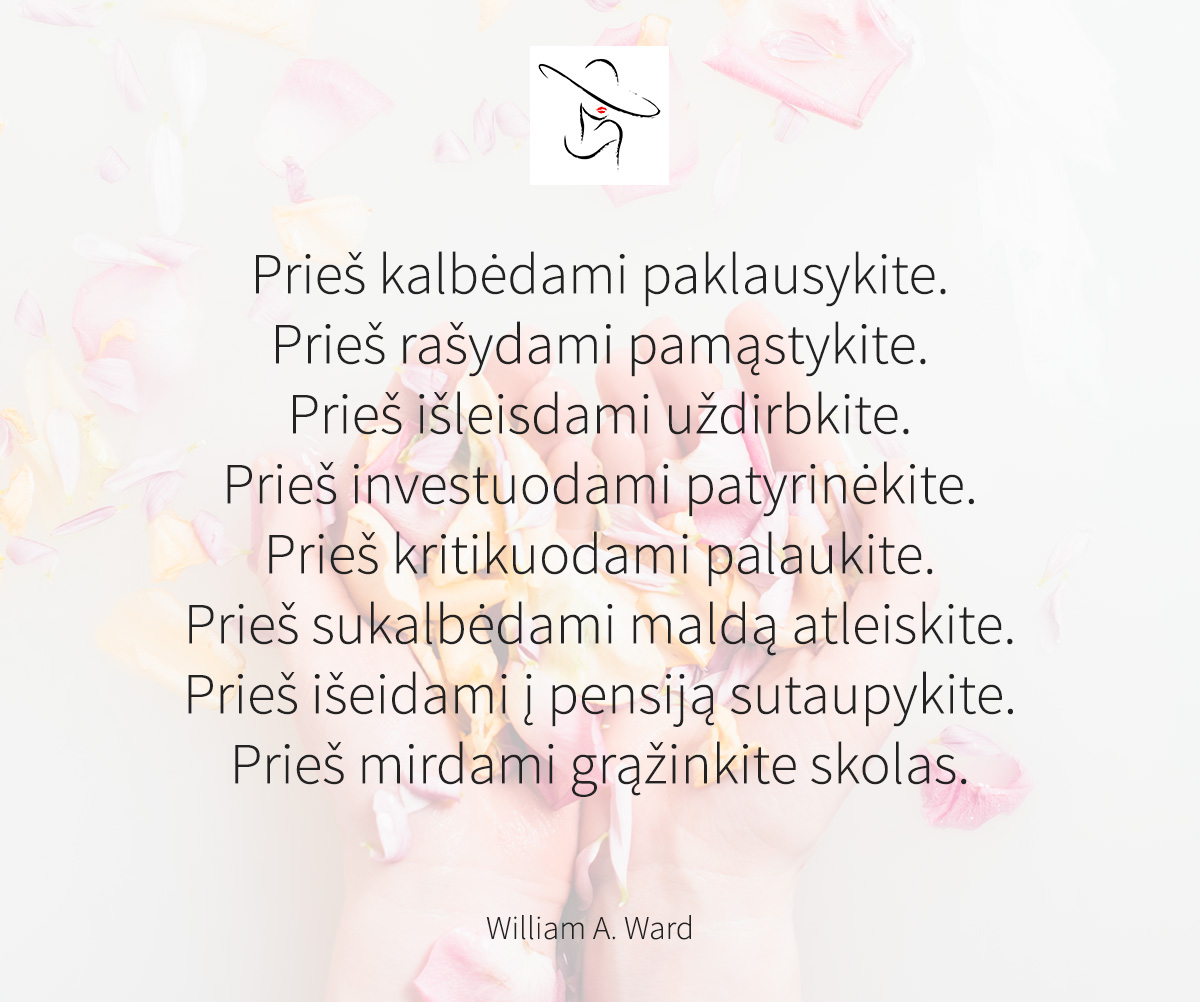 Prieš kalbėdami paklausykite.
Prieš rašydami pamąstykite.
Prieš išleisdami uždirbkite.
Prieš investuodami patyrinėkite.
Prieš kritikuodami palaukite.
Prieš sukalbėdami maldą atleiskite.
Prieš išeidami į pensiją sutaupykite.
Prieš mirdami grąžinkite skolas.
William A. Ward